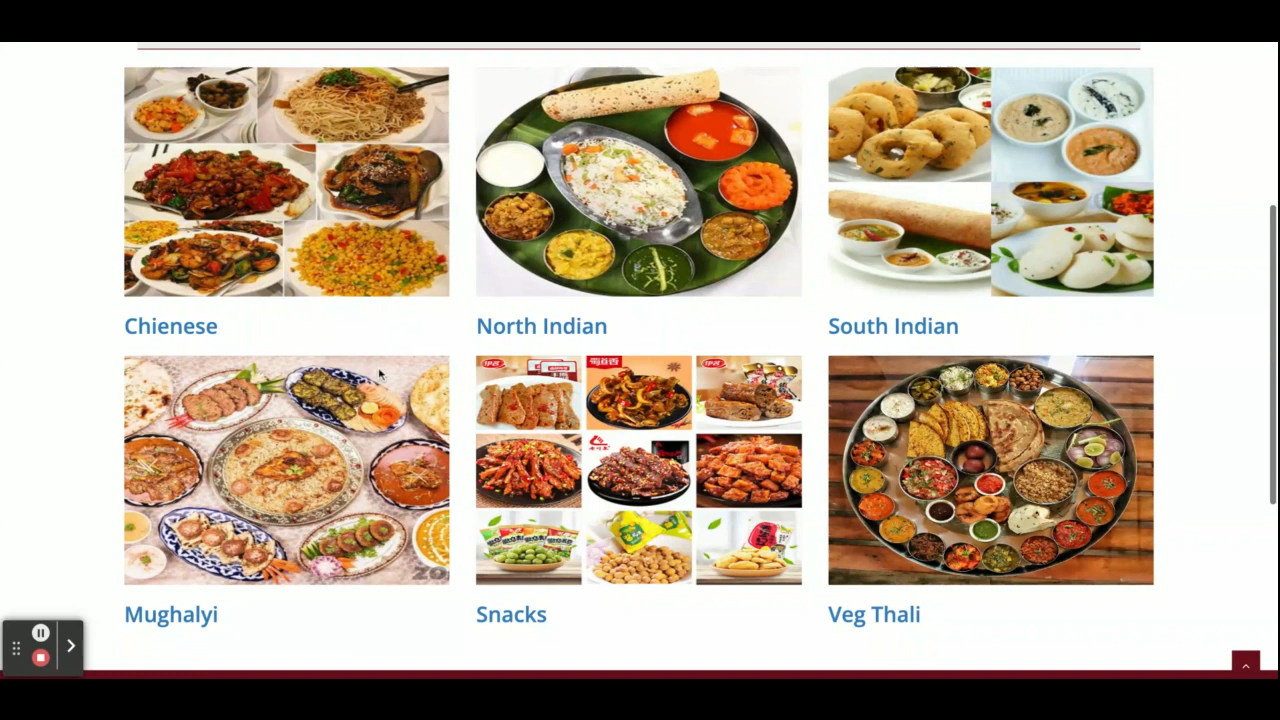 Chienese
North Indian
South Indian
Mughalyi
Snacks
Veg Thali